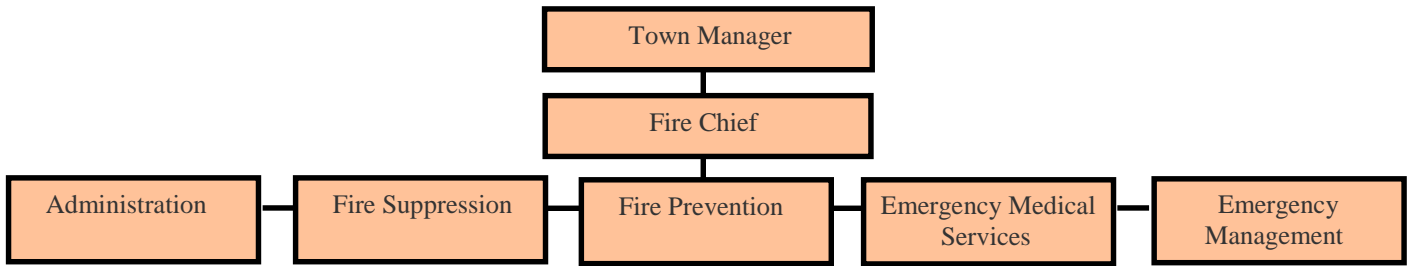 Town Manager
Fire Chief
Administration
Fire Suppression
Fire Prevention
Emergency Medical
Services
Emergency
Management